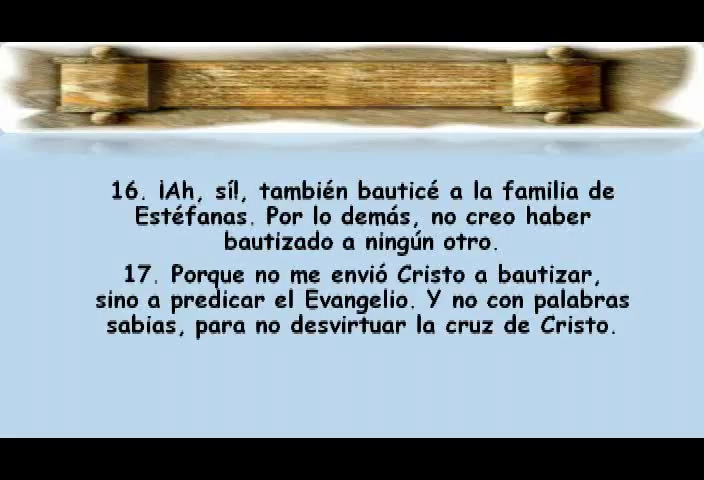 16. ¡Ah, sí!, también bauticé a la familia de
Estéfanas. Por lo demás, no creo haber
bautizado a ningún otro.
17. Porque no me envió Cristo a bautizar,
sino a predicar el Evangelio. Y no con palabras
sabias, para no desvirtuar la cruz de Cristo.